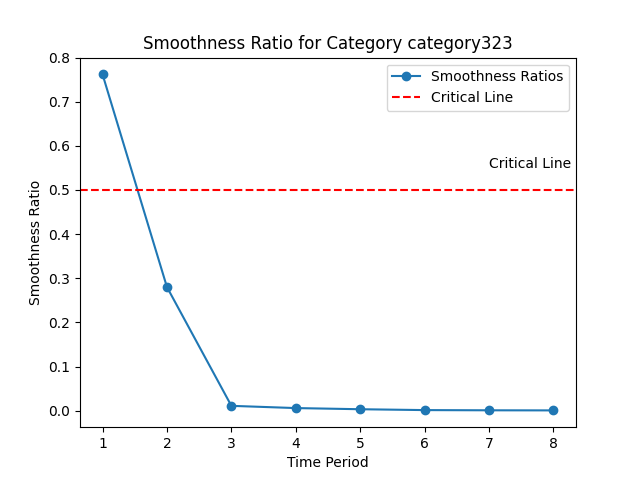 Smoothness Ratio for Category category323
Smoothness Ratios
Critical Line
Critical Line
Smoothness Ratio
0.8
0.7
0.6
0.5
0.4
0.3
0.2
0.1
0.0
1 2 3 4 5 6 7 8
Time Period